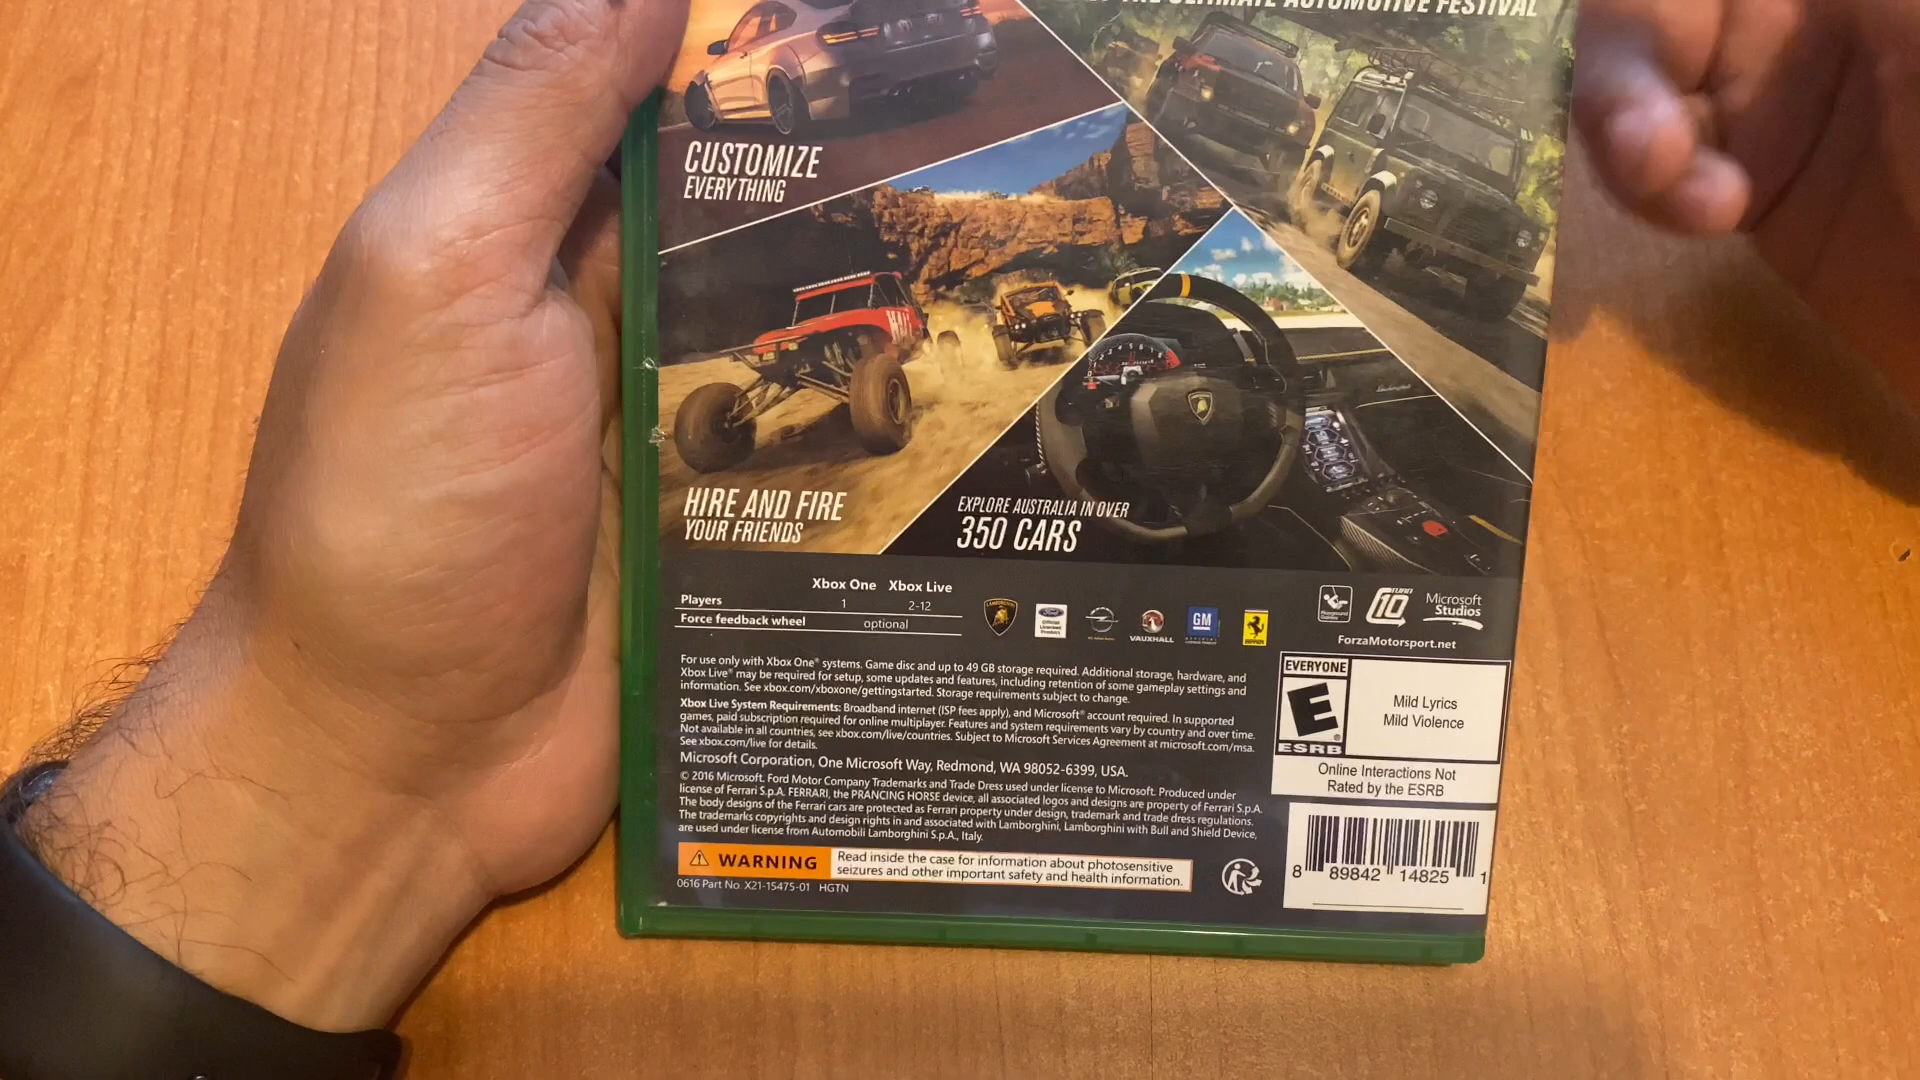 THE ULTIMATE AUTOMOTIVE FESTIVAL
CUSTOMIZE
EVERYTHING
HIRE AND FIRE
YOUR FRIENDS
EXPLORE AUSTRALIA IN OVER
350 CARS
Xbox One Xbox Live
Players 1 2-12
Force feedback wheel optional
LAMBORGHINI
Ford
VAUXHALL
GM
Ferrari
TURN 10
Microsoft
Studios
ForzaMotorsport.net
For use only with Xbox One® systems. Game disc and up to 49 GB storage required. Additional storage, hardware, and
Xbox Live® may be required for setup, some updates and features, including retention of some gameplay settings and
information. See xbox.com/xboxone/gettingstarted. Storage requirements subject to change.
Xbox Live System Requirements: Broadband internet (ISP fees apply), and Microsoft® account required. In supported
games, paid subscription required for online multiplayer. Features and system requirements vary by country and over time.
Not available in all countries, see xbox.com/live/countries. Subject to Microsoft Services Agreement at microsoft.com/msa.
See xbox.com/live for details.
Microsoft Corporation, One Microsoft Way, Redmond, WA 98052-6399, USA.
© 2016 Microsoft. Ford Motor Company Trademarks and Trade Dress used under license to Microsoft. Produced under
license of Ferrari S.p.A. FERRARI, the PRANCING HORSE device, all associated logos and designs are property of Ferrari S.p.A.
The body designs of the Ferrari cars are protected as Ferrari property under design, trademark and trade dress regulations.
The trademarks copyrights and design rights in and associated with Lamborghini, Lamborghini with Bull and Shield Device,
are used under license from Automobili Lamborghini S.p.A., Italy.
WARNING
Read inside the case for information about photosensitive
seizures and other important safety and health information.
0616 Part No. X21-15475-01 HGTN
EVERYONE
E
ESRB
Mild Lyrics
Mild Violence
Online Interactions Not
Rated by the ESRB
8 89842 14825 1